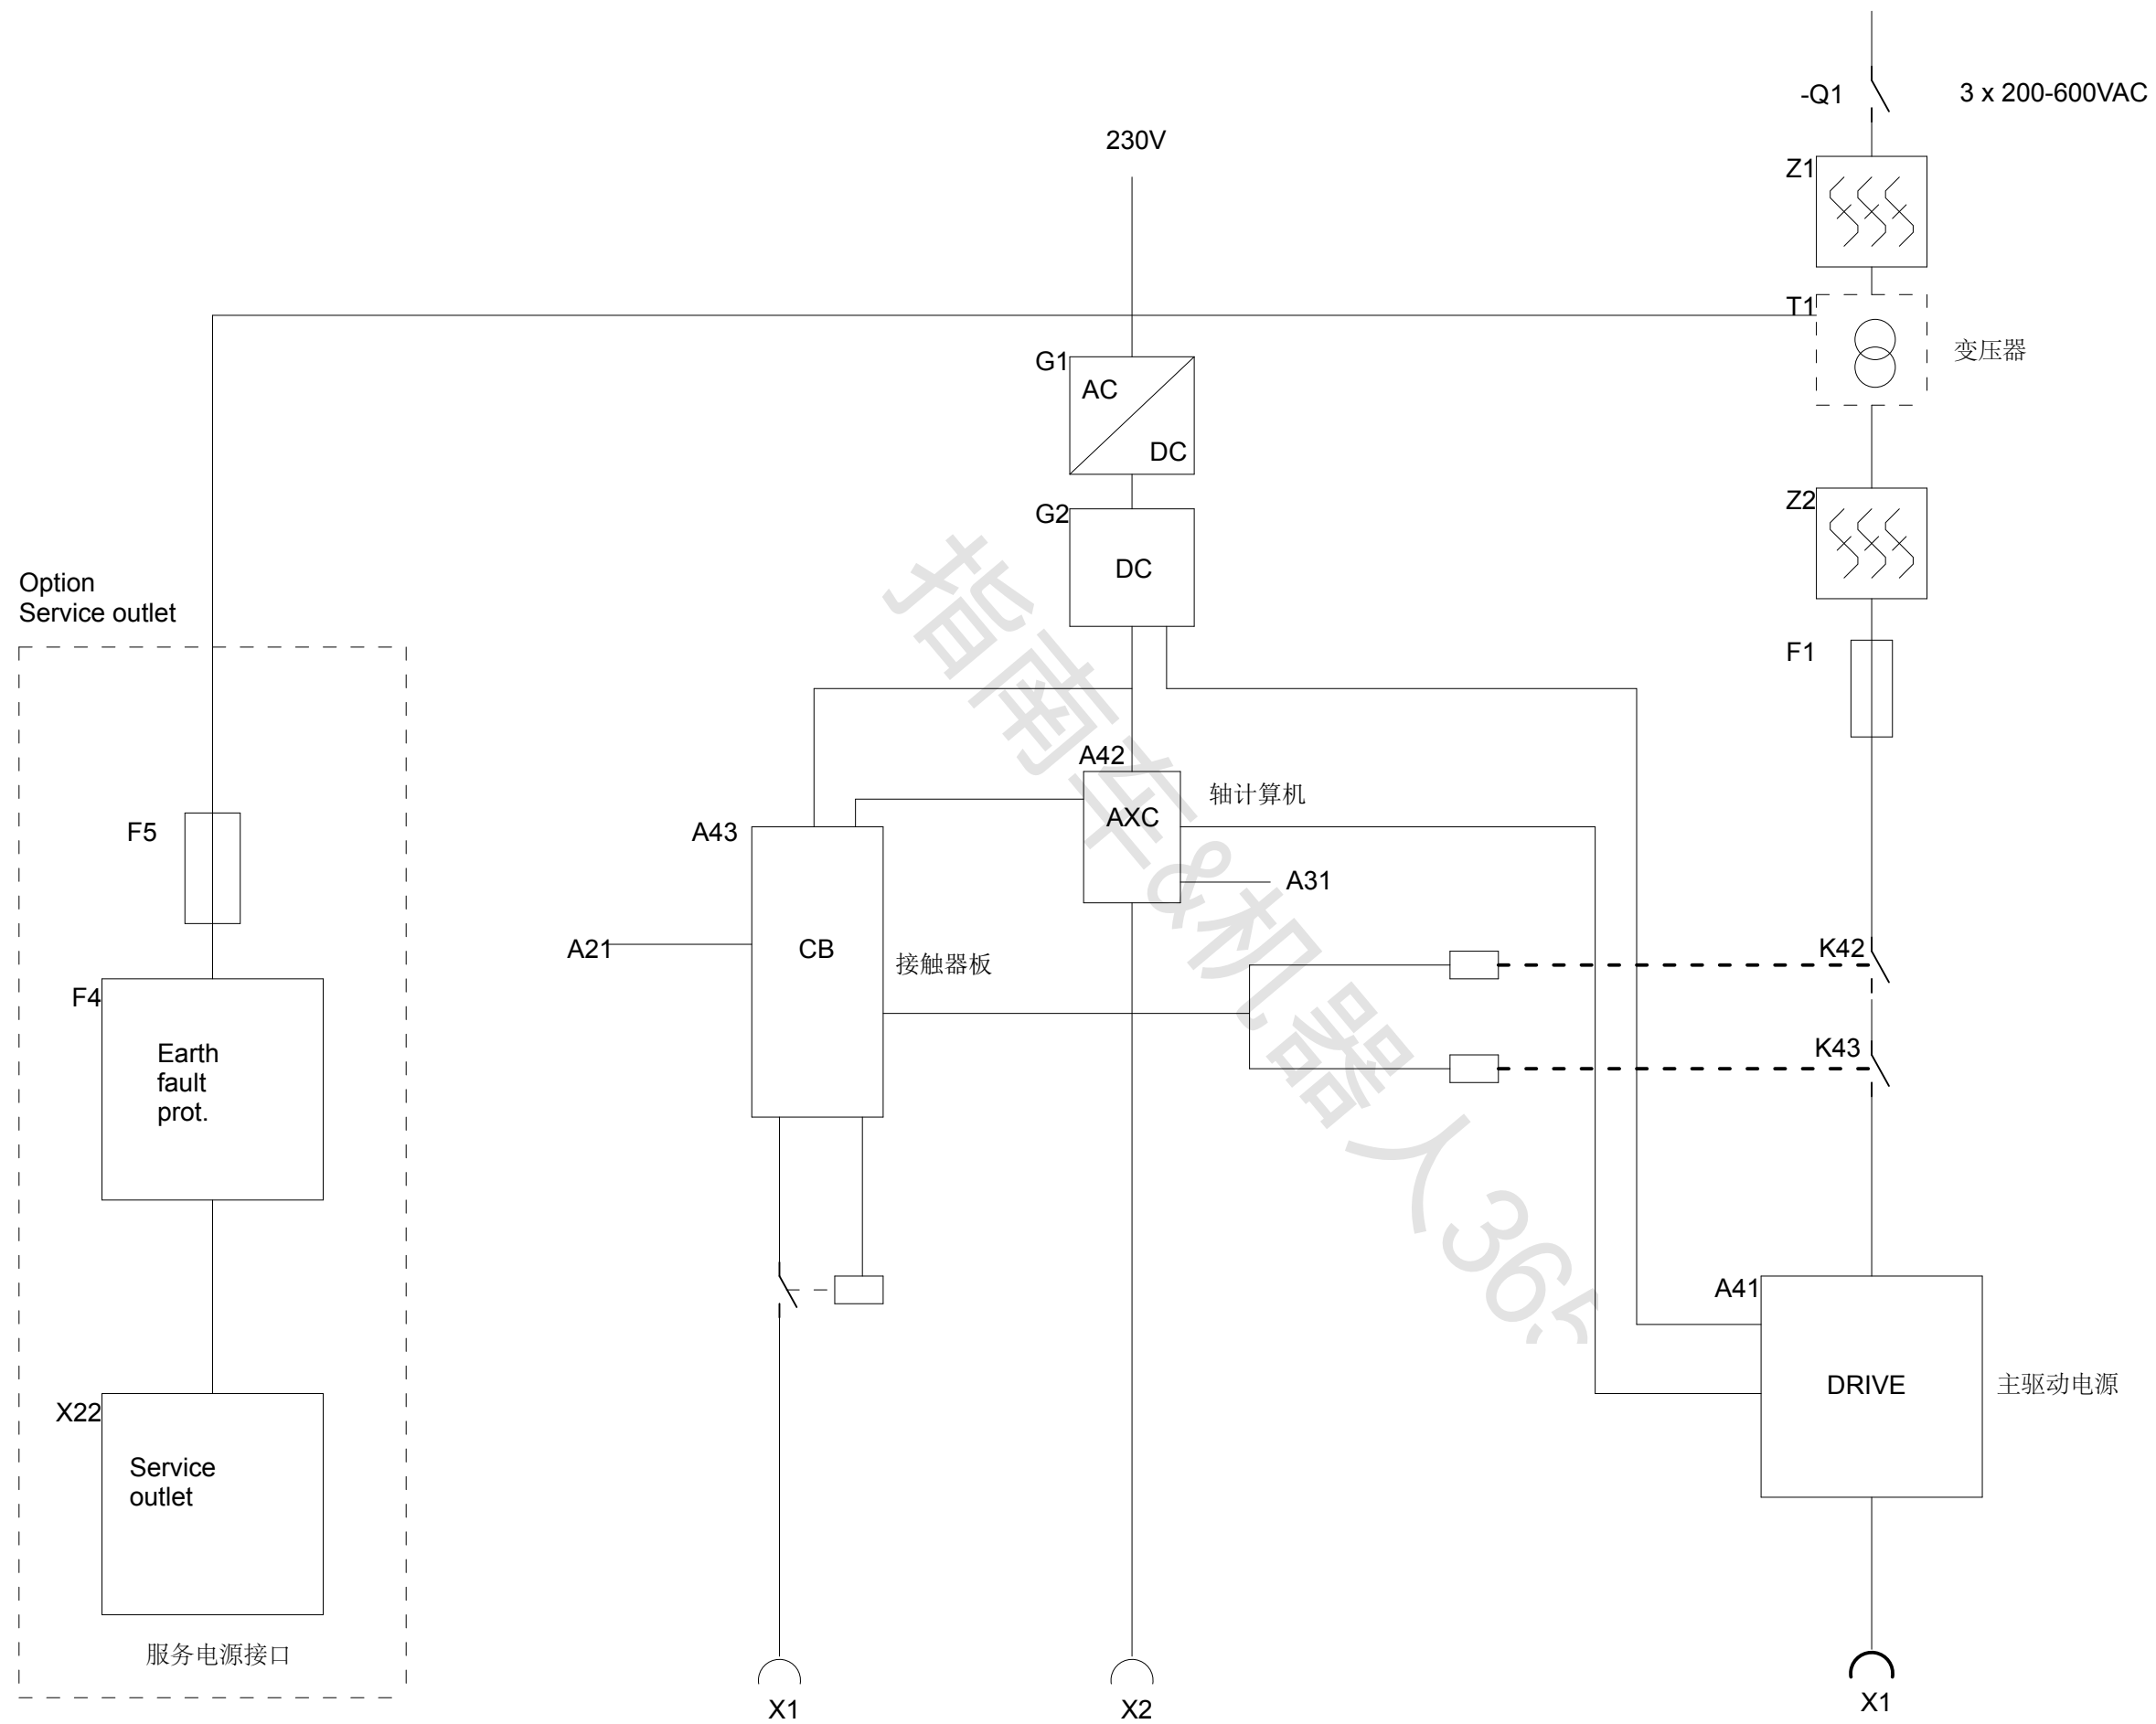 -Q1
3 x 200-600VAC
230V
Z1
T1
变压器
G1
AC
DC
Z2
G2
DC
Option
Service outlet
F1
A42
轴计算机
AXC
F5
A43
A31
CB
A21
接触器板
K42
F4
Earth
fault
prot.
K43
A41
DRIVE
主驱动电源
X22
Service
outlet
服务电源接口
X1
X2
X1
指南车&机器人365